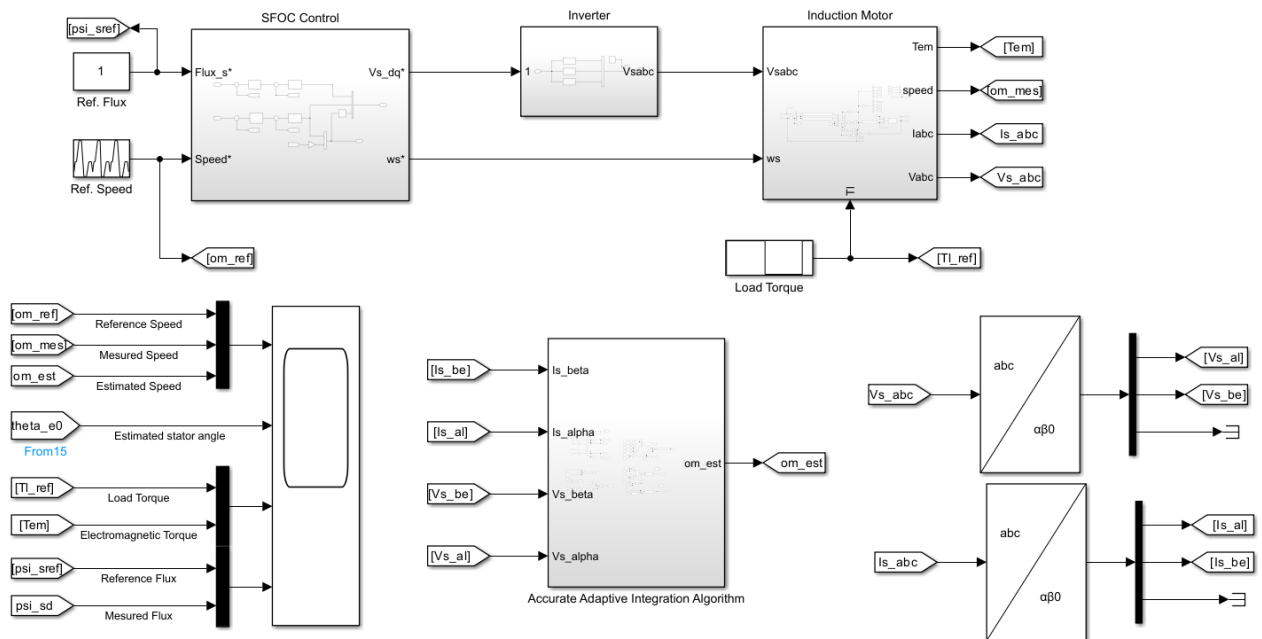 SFOC Control
Inverter
Induction Motor
[psi_sref]
1
Ref. Flux
Flux_s*
Vs_dq*
Speed*
ws*
Ref. Speed
[om_ref]
1
Vsabc
Vsabc
ws
Tl
Tem
speed
Iabc
Vabc
[Tem]
[om_mes]
Is_abc
Vs_abc
Load Torque
[Tl_ref]
[om_ref]
Reference Speed
[om_mes]
Mesured Speed
om_est
Estimated Speed
theta_e0
Estimated stator angle
From15
[Tl_ref]
Load Torque
[Tem]
Electromagnetic Torque
[psi_sref]
Reference Flux
psi_sd
Mesured Flux
[Is_be]
Is_beta
[Is_al]
Is_alpha
[Vs_be]
Vs_beta
[Vs_al]
Vs_alpha
om_est
om_est
Accurate Adaptive Integration Algorithm
Vs_abc
abc
αβ0
[Vs_al]
[Vs_be]
Is_abc
abc
αβ0
[Is_al]
[Is_be]